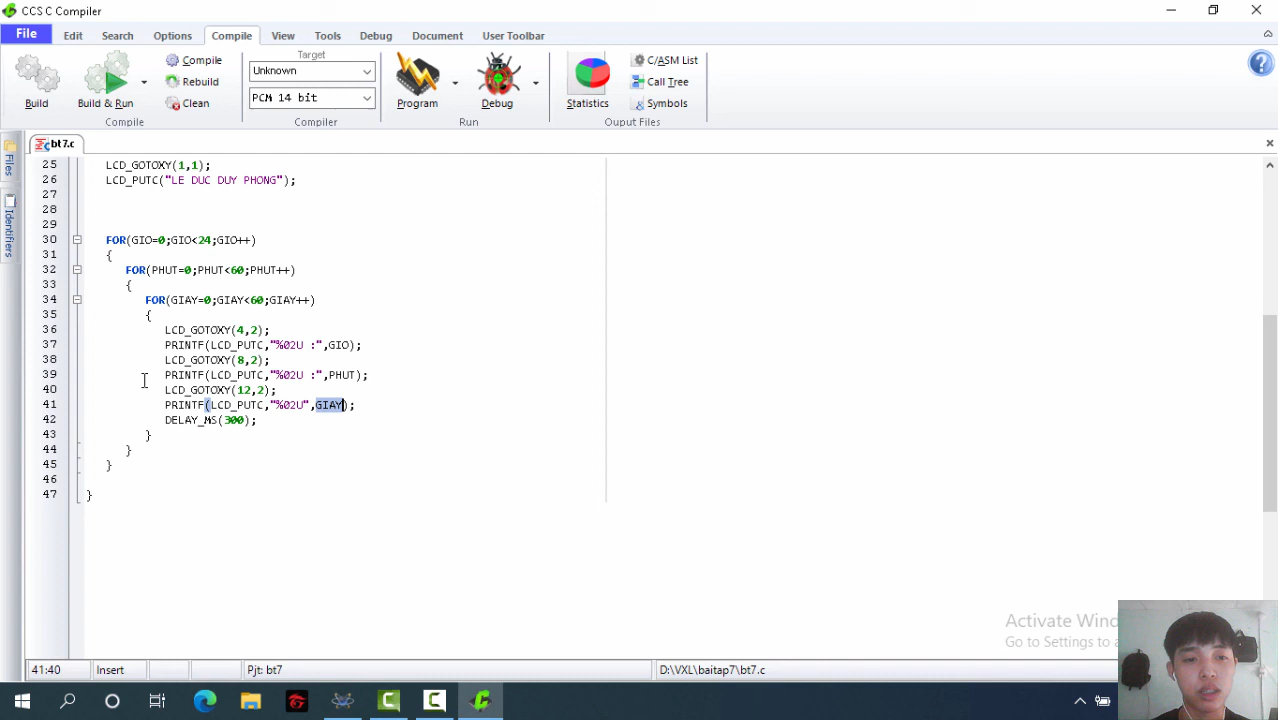 CCS C Compiler
File Edit Search Options Compile View Tools Debug Document User Toolbar
Build
Build & Run
Compile
Rebuild
Clean
Compile
Target
Unknown
PCM 14 bit
Compiler
Program
Debug
Run
Statistics
C/ASM List
Call Tree
Symbols
Ouput Files
Files
Identifiers
bt7.c
25 LCD_GOTOXY(1,1);
26 LCD_PUTC("LE DUC DUY PHONG");
27
28
29
30 FOR(GIO=0;GIO<24;GIO++)
31 {
32 FOR(PHUT=0;PHUT<60;PHUT++)
33 {
34 FOR(GIAY=0;GIAY<60;GIAY++)
35 {
36 LCD_GOTOXY(4,2);
37 PRINTF(LCD_PUTC,"%02U :",GIO);
38 LCD_GOTOXY(8,2);
39 PRINTF(LCD_PUTC,"%02U :",PHUT);
40 LCD_GOTOXY(12,2);
41 PRINTF(LCD_PUTC,"%02U",GIAY);
42 DELAY_MS(300);
43 }
44 }
45 }
46
47 }
Activate Wind
Go to Settings to a
41:40 Insert Pjt: bt7 D:\VXL\baitap7\bt7.c